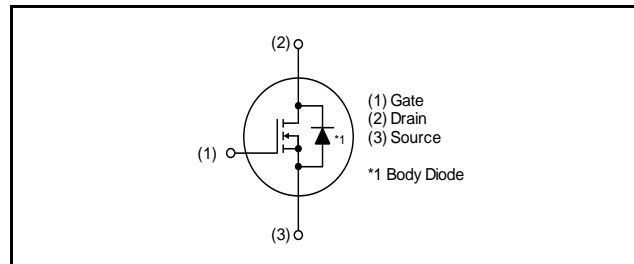 (2)
(1) Gate
(2) Drain
(3) Source
*1
(1)
*1 Body Diode
(3)